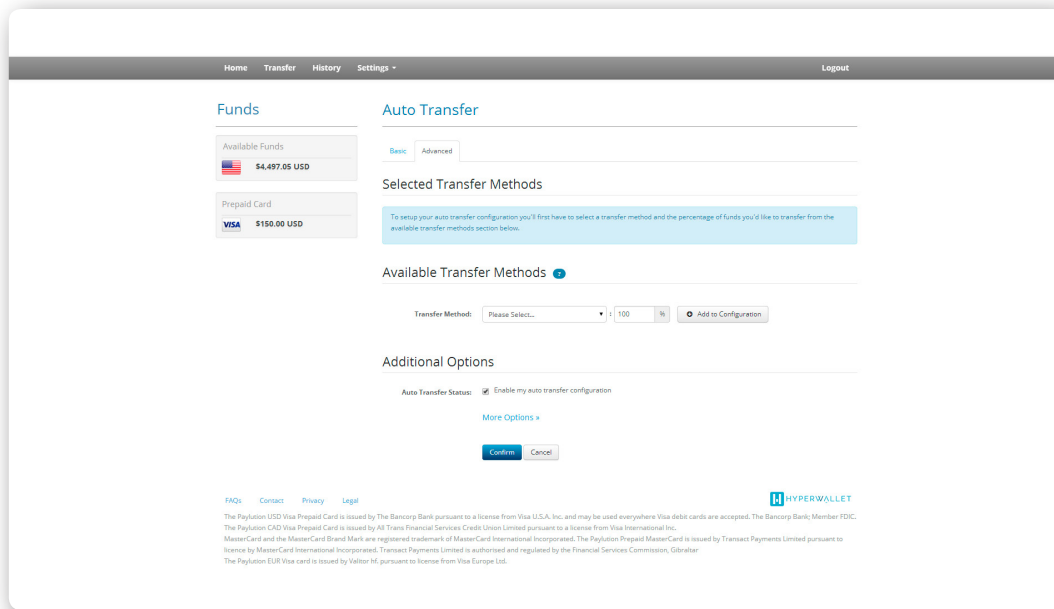 Home Transfer History Settings Logout
Funds
Available Funds
$4,497.05 USD
Prepaid Card
VISA $150.00 USD
Auto Transfer
Basic Advanced
Selected Transfer Methods
To setup your auto transfer configuration you'll first have to select a transfer method and the percentage of funds you'd like to transfer from the
available transfer methods section below.
Available Transfer Methods 7
Transfer Method: Please Select... : 100 % Add to Configuration
Additional Options
Auto Transfer Status: Enable my auto transfer configuration
More Options »
Confirm Cancel
FAQs Contact Privacy Legal
HYPERWALLET
The Paylution USD Visa Prepaid Card is issued by The Bancorp Bank pursuant to a license from Visa U.S.A. Inc. and may be used everywhere Visa debit cards are accepted. The Bancorp Bank; Member FDIC.
The Paylution CAD Visa Prepaid Card is issued by All Trans Financial Services Credit Union Limited pursuant to a license from Visa International Inc.
MasterCard and the MasterCard Brand Mark are registered trademark of MasterCard International Incorporated. The Paylution Prepaid MasterCard is issued by Transact Payments Limited pursuant to
licence by MasterCard International Incorporated. Transact Payments Limited is authorised and regulated by the Financial Services Commission, Gibraltar
The Paylution EUR Visa card is issued by Valitor hf. pursuant to license from Visa Europe Ltd.